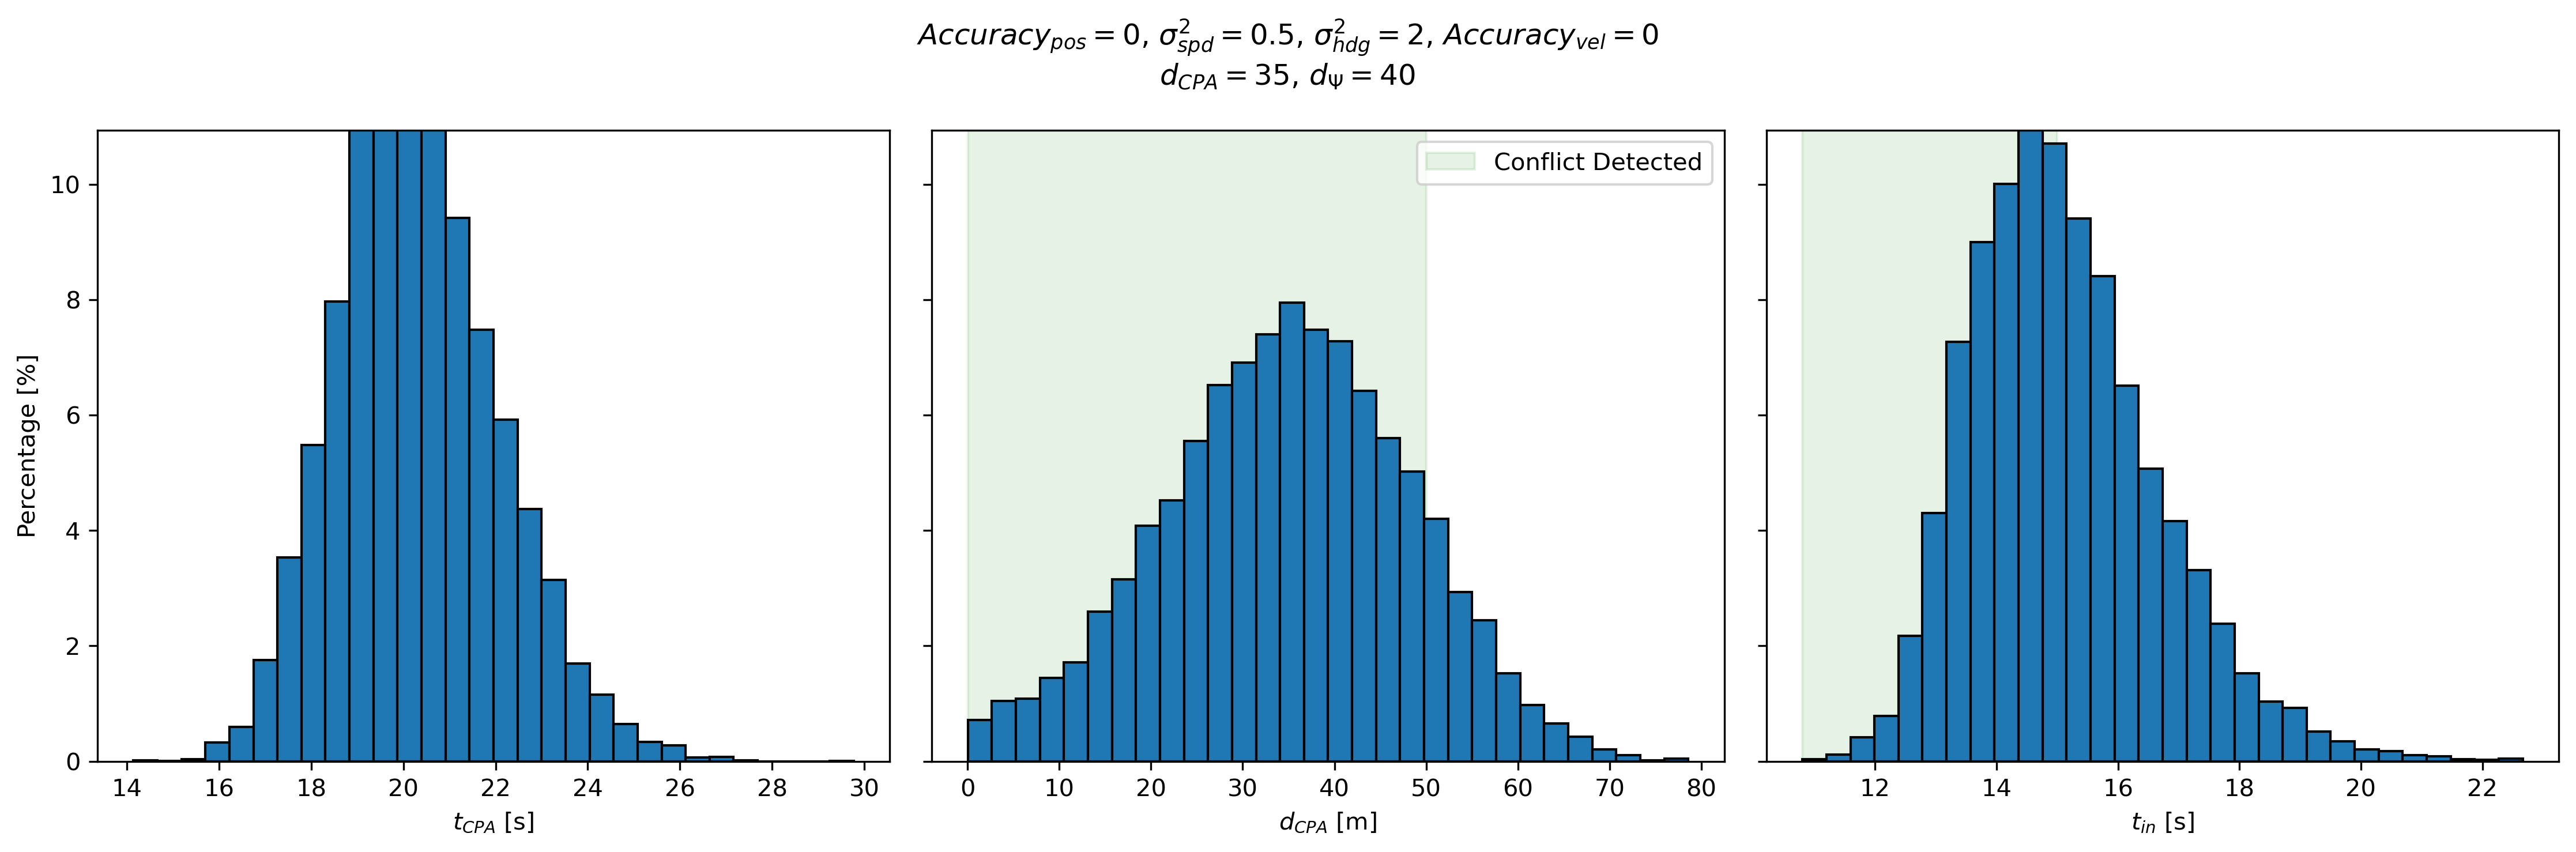 Accuracy_pos = 0, σ²_spd = 0.5, σ²_hdg = 2, Accuracy_vel = 0
d_CPA = 35, d_Ψ = 40
Percentage [%]
10
8
6
4
2
0
14 16 18 20 22 24 26 28 30
t_CPA [s]
Conflict Detected
0 10 20 30 40 50 60 70 80
d_CPA [m]
12 14 16 18 20 22
t_in [s]